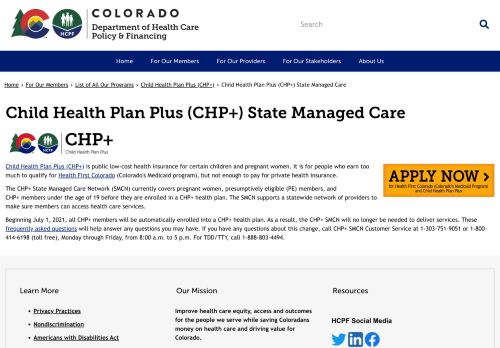 COLORADO
Department of Health Care
Policy & Financing
HCPF
Search
Home
For Our Members
For Our Providers
For Our Stakeholders
About Us
Home › For Our Members › List of All Our Programs › Child Health Plan Plus (CHP+) › Child Health Plan Plus (CHP+) State Managed Care
Child Health Plan Plus (CHP+) State Managed Care
HCPF
CHP+
Child Health Plan Plus
Child Health Plan Plus (CHP+) is public low-cost health insurance for certain children and pregnant women. It is for people who earn too
much to qualify for Health First Colorado (Colorado's Medicaid program), but not enough to pay for private health insurance.
APPLY NOW ›
for Health First Colorado (Colorado's Medicaid Program)
and Child Health Plan Plus
The CHP+ State Managed Care Network (SMCN) currently covers pregnant women, presumptively eligible (PE) members, and
CHP+ members under the age of 19 before they are enrolled in a CHP+ health plan. The SMCN supports a statewide network of providers to
make sure members can access health care services.
Beginning July 1, 2021, all CHP+ members will be automatically enrolled into a CHP+ health plan. As a result, the CHP+ SMCN will no longer be needed to deliver services. These
frequently asked questions will help answer any questions you may have. If you have any questions about this change, call CHP+ SMCN Customer Service at 1-303-751-9051 or 1-800-
414-6198 (toll free), Monday through Friday, from 8:00 a.m. to 5 p.m. For TDD/TTY, call 1-888-803-4494.
Learn More
Privacy Practices
Nondiscrimination
Americans with Disabilities Act
Our Mission
Improve health care equity, access and outcomes
for the people we serve while saving Coloradans
money on health care and driving value for
Colorado.
Resources
HCPF Social Media